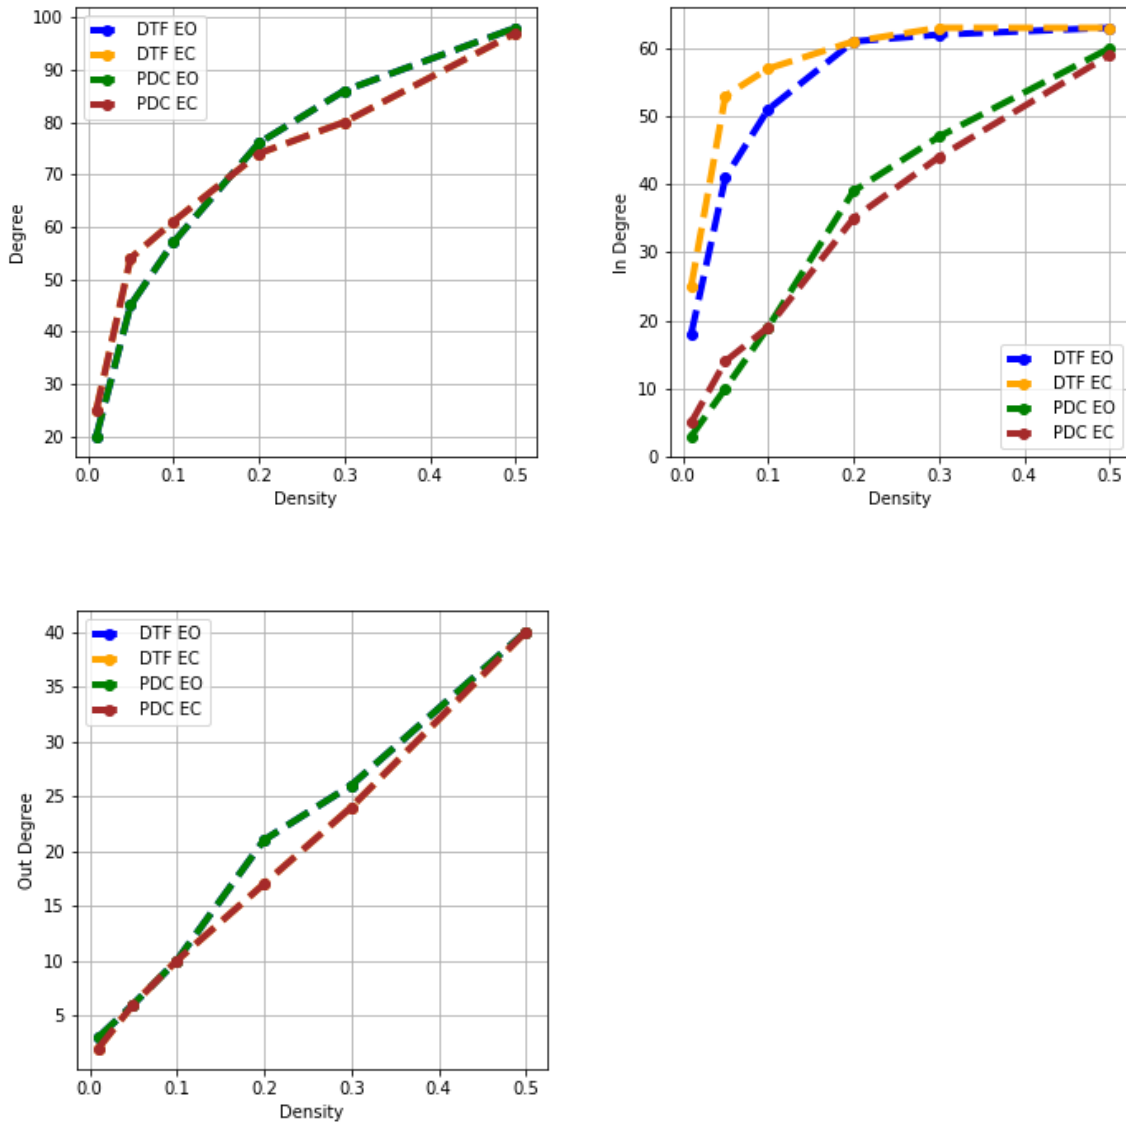 100
90
80
70
60
50
40
30
20
Degree
DTF EO
DTF EC
PDC EO
PDC EC
0.0 0.1 0.2 0.3 0.4 0.5
Density
60
50
40
30
20
10
0
In Degree
DTF EO
DTF EC
PDC EO
PDC EC
0.0 0.1 0.2 0.3 0.4 0.5
Density
40
35
30
25
20
15
10
5
Out Degree
DTF EO
DTF EC
PDC EO
PDC EC
0.0 0.1 0.2 0.3 0.4 0.5
Density